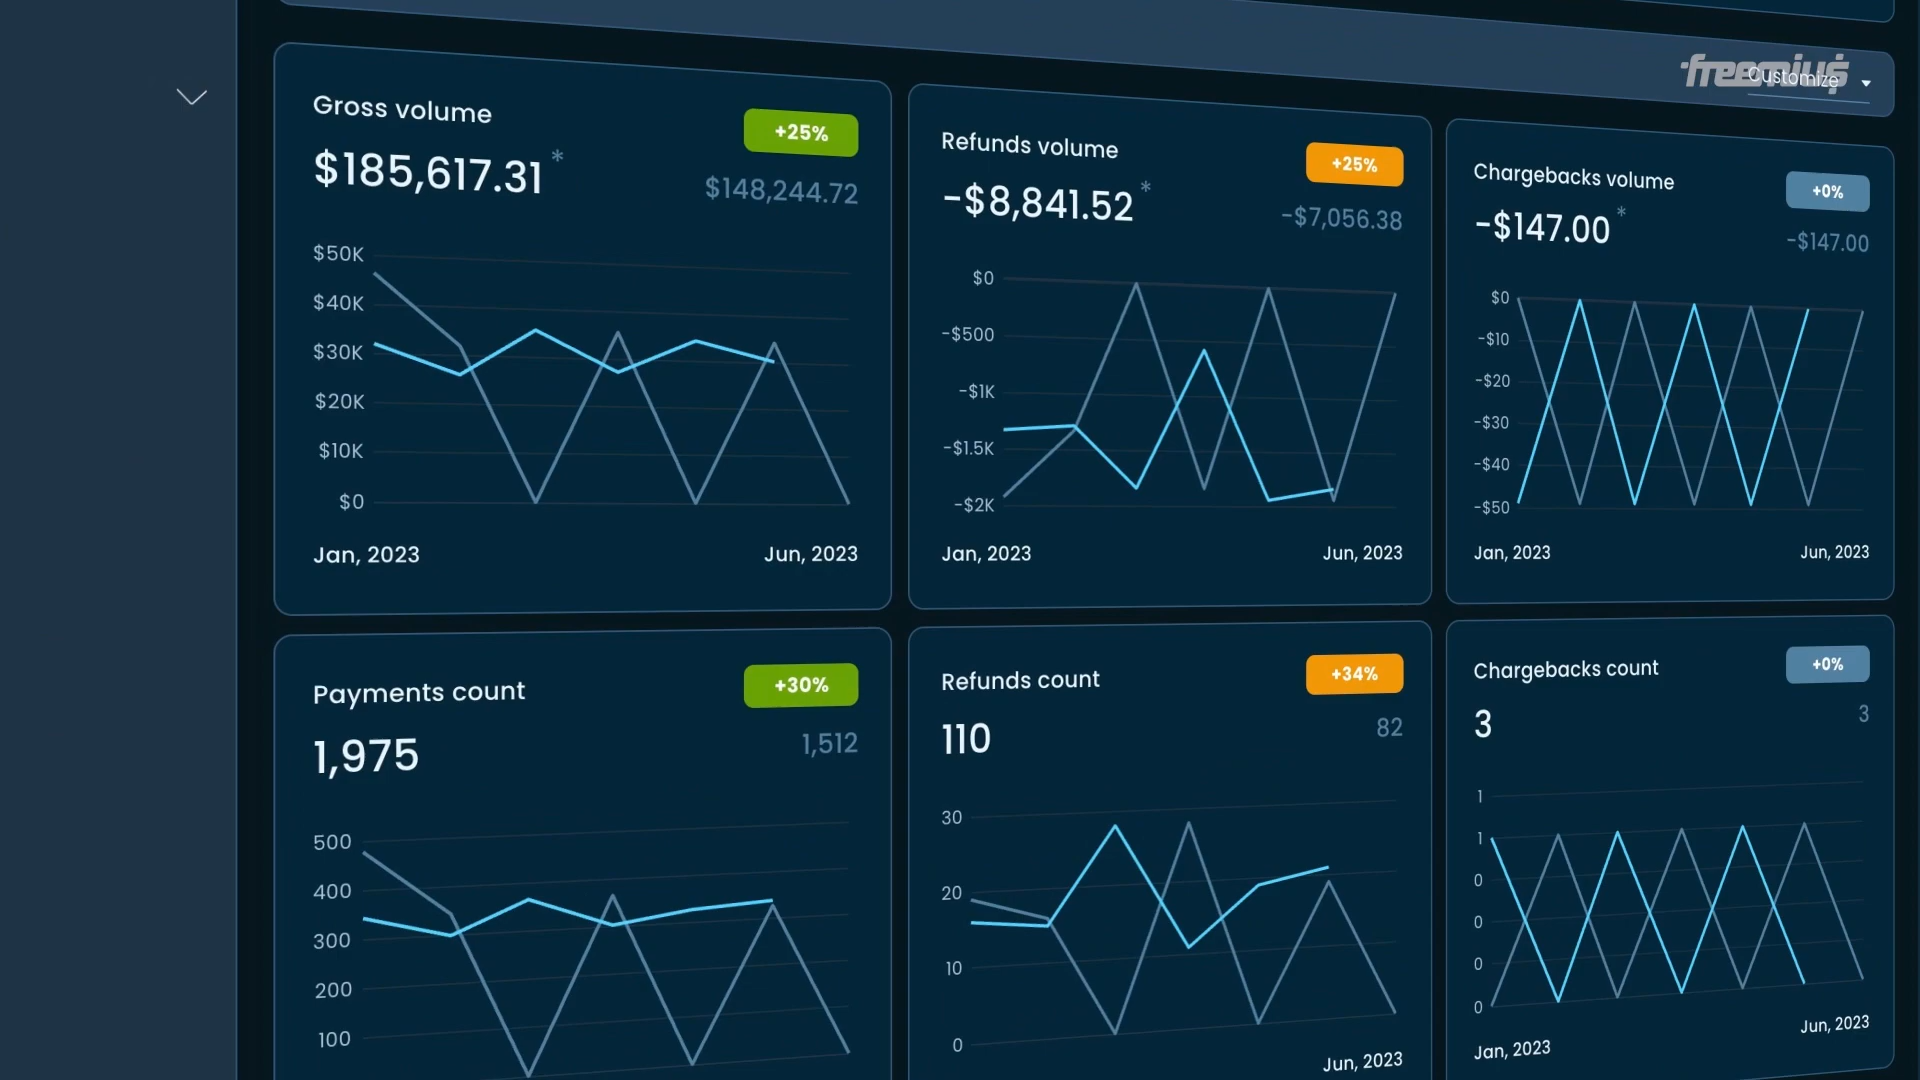 freemius
Customize
Gross volume
+25%
$185,617.31*
$148,244.72
$50K
$40K
$30K
$20K
$10K
$0
Jan, 2023
Jun, 2023
Refunds volume
+25%
-$8,841.52*
-$7,056.38
$0
-$500
-$1K
-$1.5K
-$2K
Jan, 2023
Jun, 2023
Chargebacks volume
+0%
-$147.00*
-$147.00
$0
-$10
-$20
-$30
-$40
-$50
Jan, 2023
Jun, 2023
Payments count
+30%
1,975
1,512
500
400
300
200
100
Refunds count
+34%
110
82
30
20
10
0
Jun, 2023
Chargebacks count
+0%
3
3
1
1
0
0
0
0
Jan, 2023
Jun, 2023